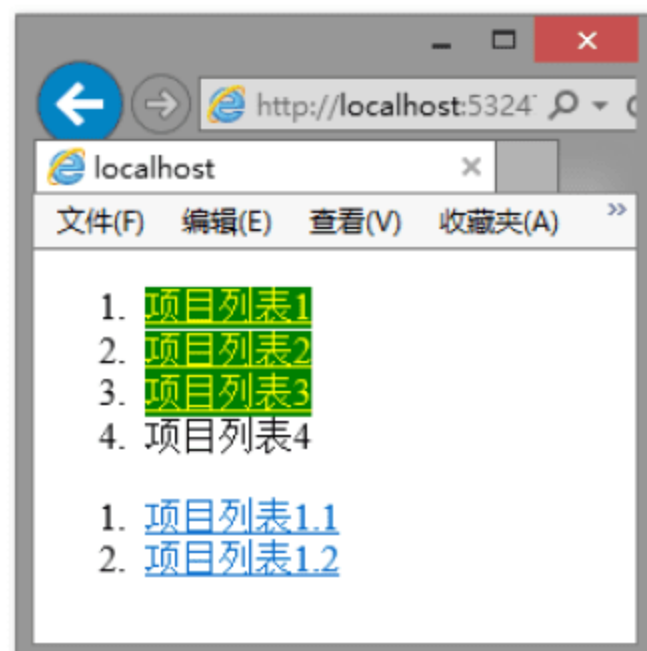 http://localhost:5324
localhost
文件(F) 编辑(E) 查看(V) 收藏夹(A) »
1. 项目列表1
2. 项目列表2
3. 项目列表3
4. 项目列表4
1. 项目列表1.1
2. 项目列表1.2